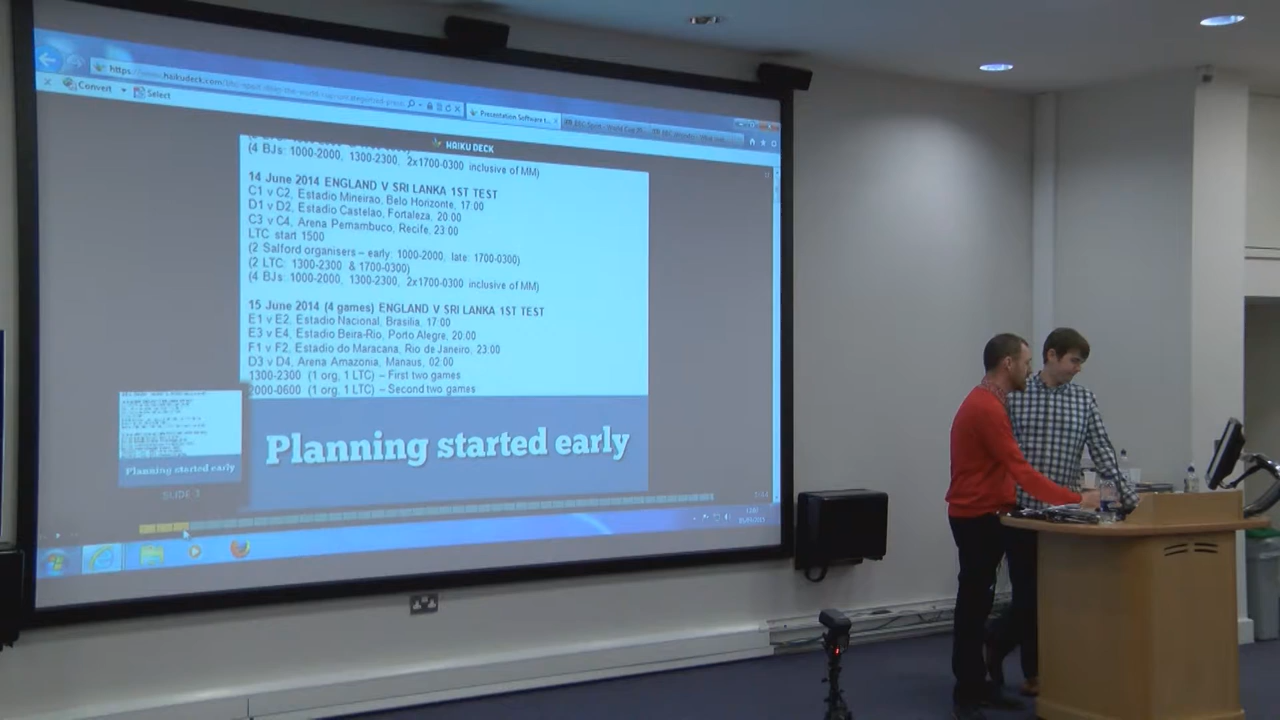 Convert
Select
Presentation Software t...
HAIKU DECK
(4 BJs: 1000-2000, 1300-2300, 2x1700-0300 inclusive of MM)
14 June 2014 ENGLAND V SRI LANKA 1ST TEST
C1 v C2, Estadio Mineirao, Belo Horizonte, 17:00
D1 v D2, Estadio Castelao, Fortaleza, 20:00
C3 v C4, Arena Pernambuco, Recife, 23:00
LTC start 1500
(2 Salford organisers – early: 1000-2000, late: 1700-0300)
(2 LTC: 1300-2300 & 1700-0300)
(4 BJs: 1000-2000, 1300-2300, 2x1700-0300 inclusive of MM)
15 June 2014 (4 games) ENGLAND V SRI LANKA 1ST TEST
E1 v E2, Estadio Nacional, Brasilia, 17:00
E3 v E4, Estadio Beira-Rio, Porto Alegre, 20:00
F1 v F2, Estadio do Maracana, Rio de Janeiro, 23:00
D3 v D4, Arena Amazonia, Manaus, 02:00
1300-2300 (1 org, 1 LTC) – First two games
2000-0600 (1 org, 1 LTC) – Second two games
Planning started early
Planning started early
SLIDE 3